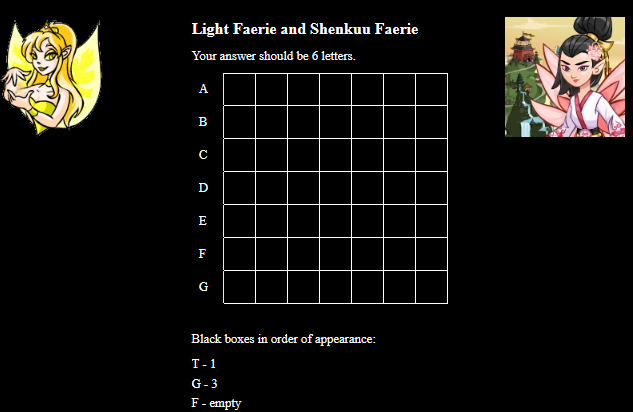 Light Faerie and Shenkuu Faerie
Your answer should be 6 letters.
A
B
C
D
E
F
G
Black boxes in order of appearance:
T - 1
G - 3
F - empty